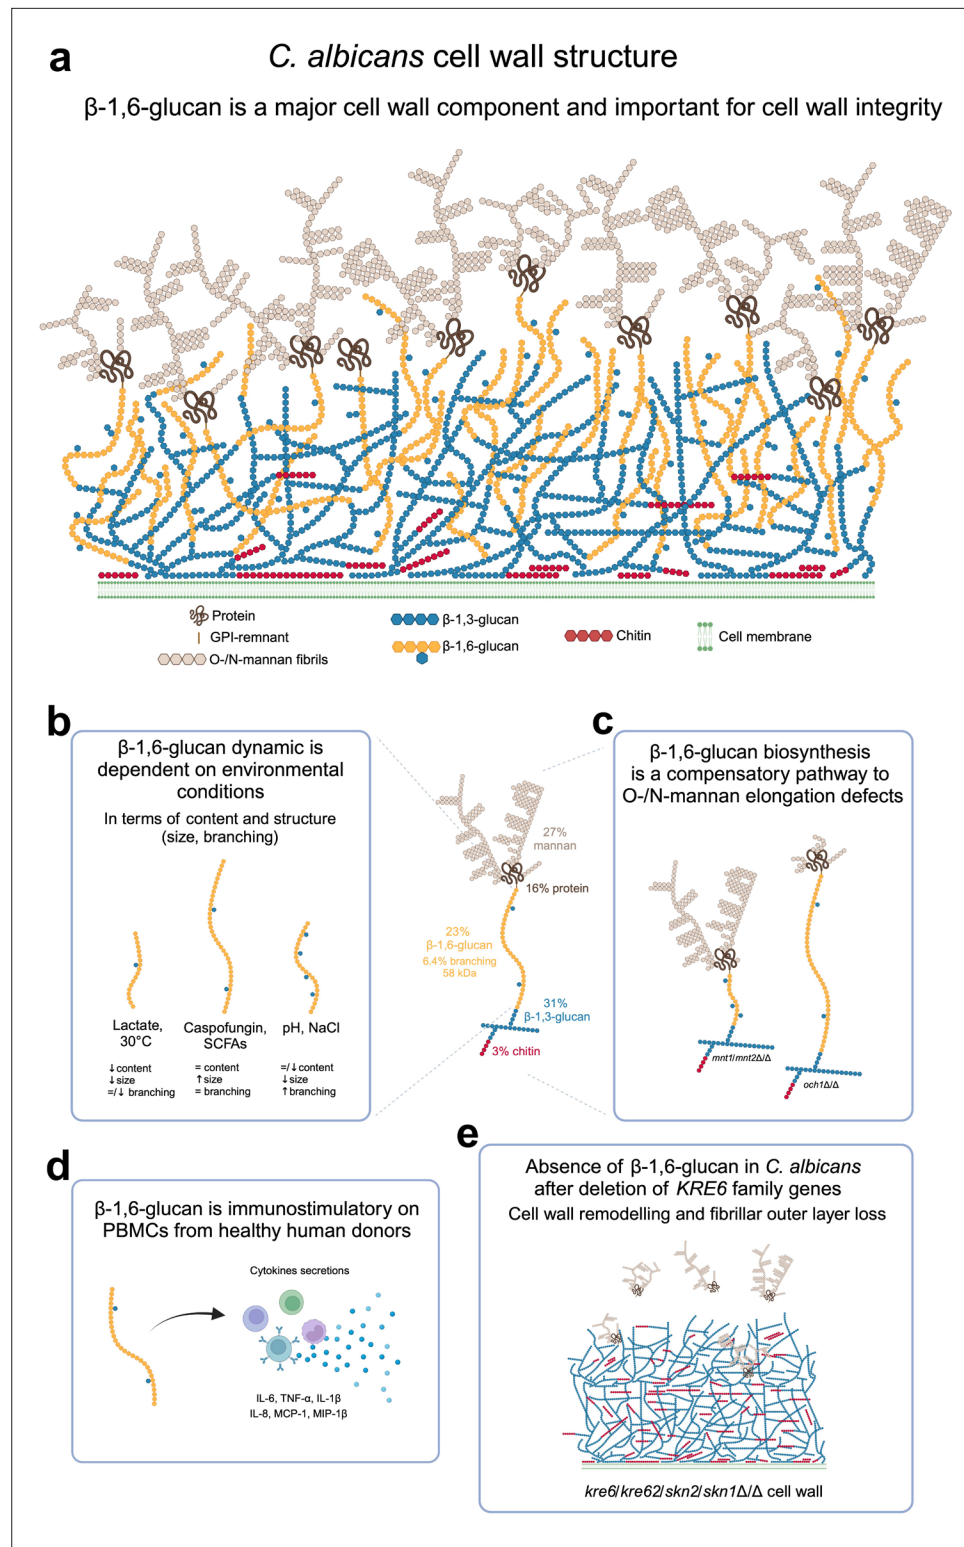 a
C. albicans cell wall structure
β-1,6-glucan is a major cell wall component and important for cell wall integrity
Protein
GPI-remnant
O-/N-mannan fibrils
β-1,3-glucan
β-1,6-glucan
Chitin
Cell membrane
b
β-1,6-glucan dynamic is
dependent on environmental
conditions
In terms of content and structure
(size, branching)
Lactate,
30°C
↓content
↓size
=/↓ branching
Caspofungin,
SCFAs
= content
↑size
= branching
pH, NaCl
=/↓content
↓size
↑branching
27%
mannan
16% protein
23%
β-1,6-glucan
6.4% branching
58 kDa
31%
β-1,3-glucan
3% chitin
c
β-1,6-glucan biosynthesis
is a compensatory pathway to
O-/N-mannan elongation defects
mnt1/mnt2Δ/Δ
och1Δ/Δ
d
β-1,6-glucan is immunostimulatory on
PBMCs from healthy human donors
Cytokines secretions
IL-6, TNF-α, IL-1β
IL-8, MCP-1, MIP-1β
e
Absence of β-1,6-glucan in C. albicans
after deletion of KRE6 family genes
Cell wall remodelling and fibrillar outer layer loss
kre6/kre62/skn2/skn1Δ/Δ cell wall